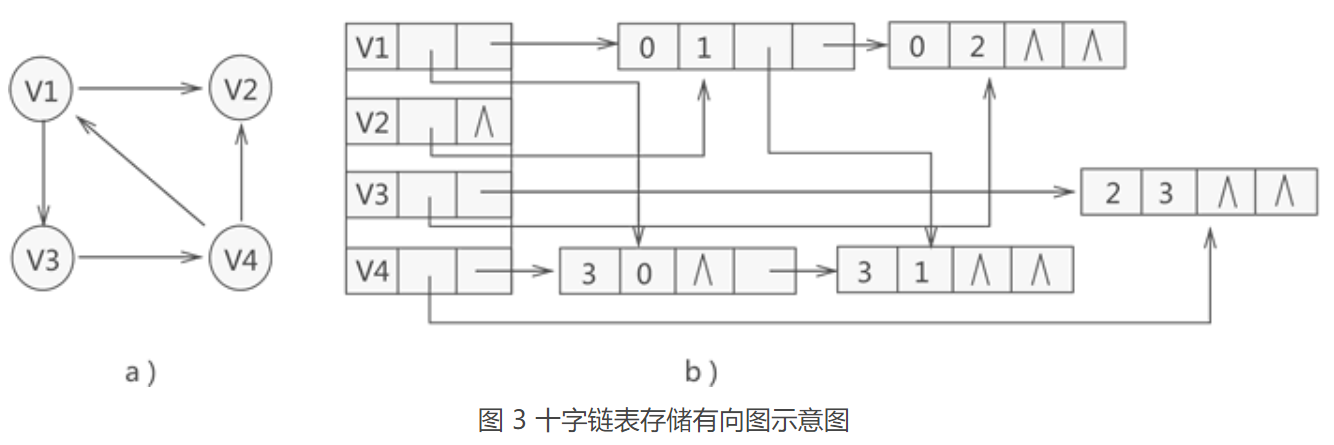 V1 V2
V3 V4
a )
V1 0 1 0 2 ∧ ∧
V2 ∧
V3 2 3 ∧ ∧
V4 3 0 ∧ 3 1 ∧ ∧
b )
图 3 十字链表存储有向图示意图